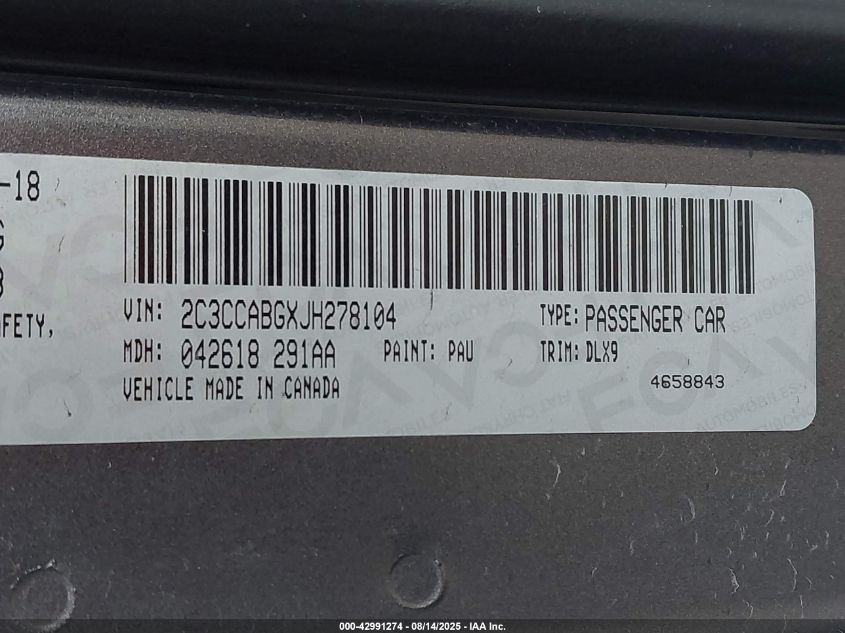 -18
AFETY,
VIN: 2C3CCABGXJH278104
TYPE: PASSENGER CAR
MDH: 042618 291AA
PAINT: PAU
TRIM: DLX9
VEHICLE MADE IN CANADA
4658843
000-42991274 - 08/14/2025 - IAA Inc.